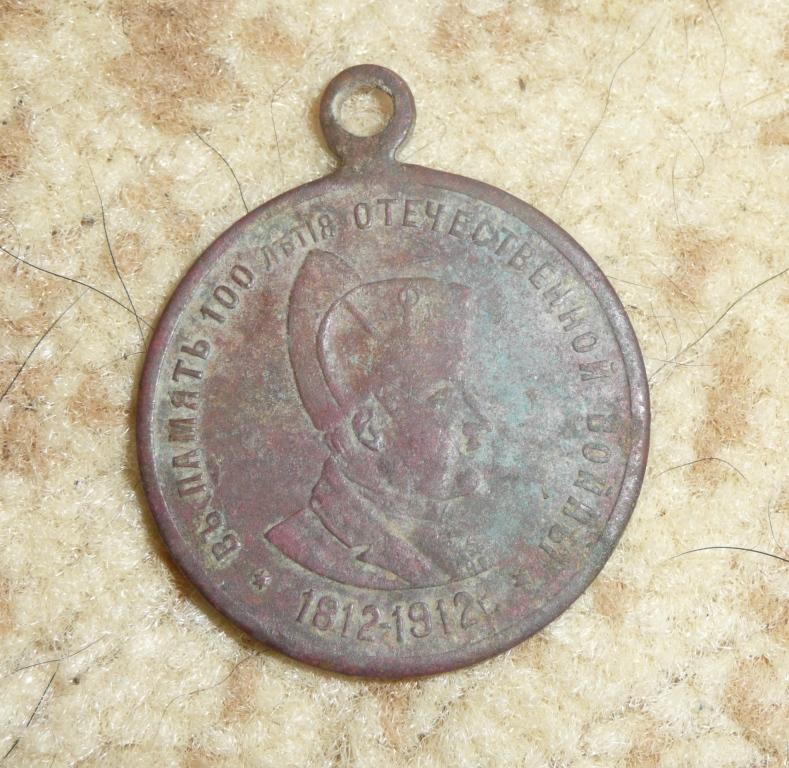 * ВЪ ПАМЯТЬ 100 ЛѢТІЯ ОТЕЧЕСТВЕННОЙ ВОЙНЫ *
1812-1912 г.